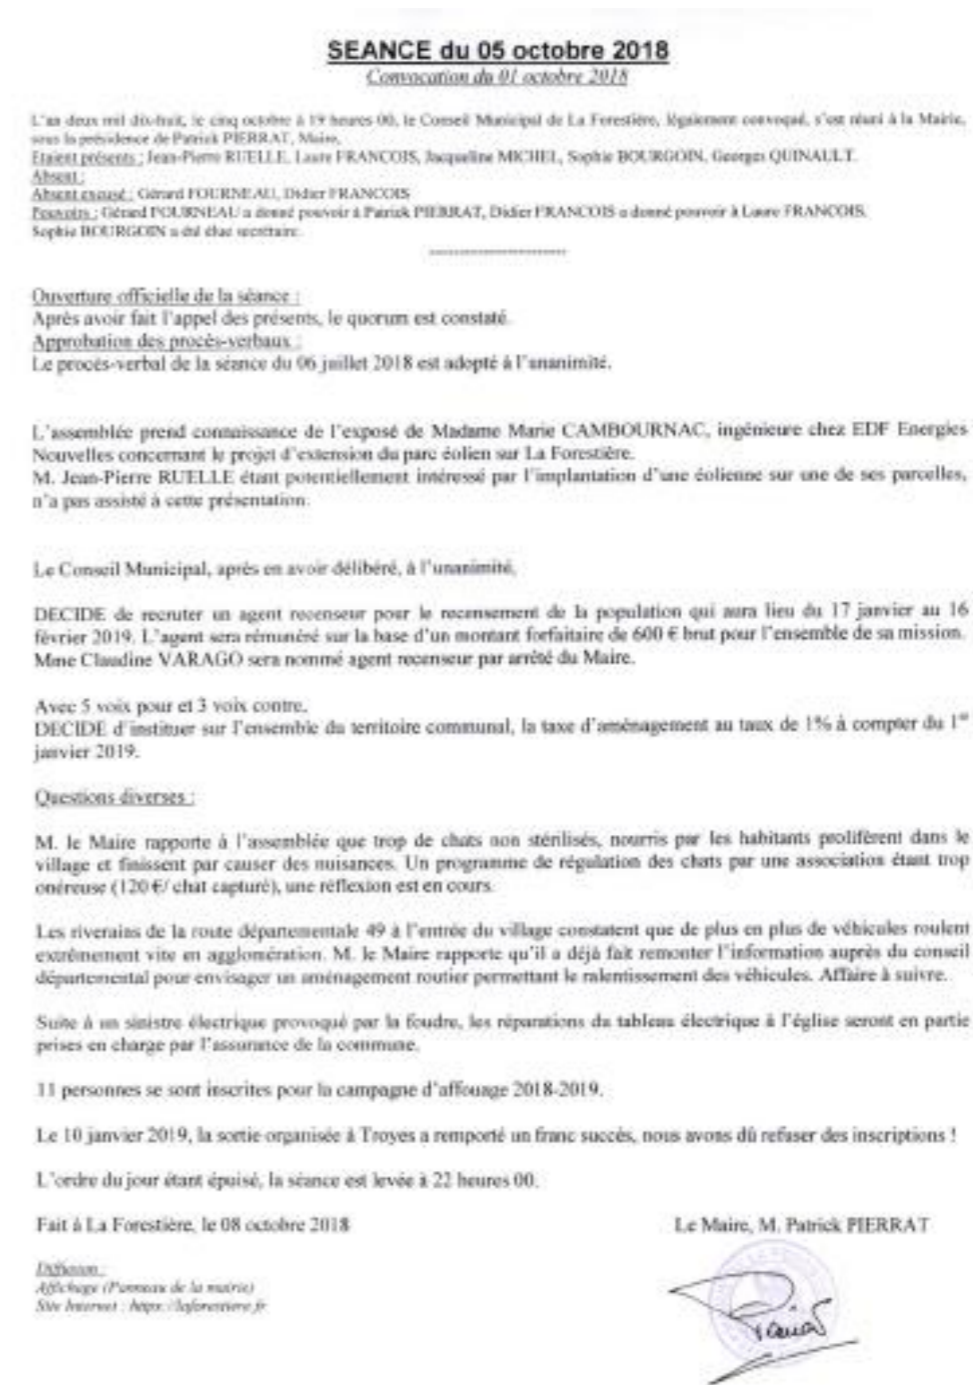 SEANCE du 05 octobre 2018
Convocation du 01 octobre 2018
L'an deux mil dix-huit, le cinq octobre à 19 heures 00, le Conseil Municipal de La Forestière, légalement convoqué, s'est réuni à la Mairie,
sous la présidence de Patrick PIERRAT, Maire,
Etaient présents : Jean-Pierre RUELLE, Laure FRANCOIS, Jacqueline MICHEL, Sophie BOURGOIN, Georges QUINAULT.
Absent :
Absent excusé : Gérard FOURNEAU, Didier FRANCOIS
Pouvoirs : Gérard FOURNEAU a donné pouvoir à Patrick PIERRAT, Didier FRANCOIS a donné pouvoir à Laure FRANCOIS.
Sophie BOURGOIN a été élue secrétaire.
------------------------
Ouverture officielle de la séance :
Après avoir fait l'appel des présents, le quorum est constaté.
Approbation des procès-verbaux :
Le procès-verbal de la séance du 06 juillet 2018 est adopté à l'unanimité.
L'assemblée prend connaissance de l'exposé de Madame Marie CAMBOURNAC, ingénieure chez EDF Energies
Nouvelles concernant le projet d'extension du parc éolien sur La Forestière.
M. Jean-Pierre RUELLE étant potentiellement intéressé par l'implantation d'une éolienne sur une de ses parcelles,
n'a pas assisté à cette présentation.
Le Conseil Municipal, après en avoir délibéré, à l'unanimité,
DECIDE de recruter un agent recenseur pour le recensement de la population qui aura lieu du 17 janvier au 16
février 2019. L'agent sera rémunéré sur la base d'un montant forfaitaire de 600 € brut pour l'ensemble de sa mission.
Mme Claudine VARAGO sera nommé agent recenseur par arrêté du Maire.
Avec 5 voix pour et 3 voix contre,
DECIDE d'instituer sur l'ensemble du territoire communal, la taxe d'aménagement au taux de 1% à compter du 1er
janvier 2019.
Questions diverses :
M. le Maire rapporte à l'assemblée que trop de chats non stérilisés, nourris par les habitants prolifèrent dans le
village et finissent par causer des nuisances. Un programme de régulation des chats par une association étant trop
onéreuse (120 €/ chat capturé), une réflexion est en cours.
Les riverains de la route départementale 49 à l'entrée du village constatent que de plus en plus de véhicules roulent
extrêmement vite en agglomération. M. le Maire rapporte qu'il a déjà fait remonter l'information auprès du conseil
départemental pour envisager un aménagement routier permettant le ralentissement des véhicules. Affaire à suivre.
Suite à un sinistre électrique provoqué par la foudre, les réparations du tableau électrique à l'église seront en partie
prises en charge par l'assurance de la commune.
11 personnes se sont inscrites pour la campagne d'affouage 2018-2019.
Le 10 janvier 2019, la sortie organisée à Troyes a remporté un franc succès, nous avons dû refuser des inscriptions !
L'ordre du jour étant épuisé, la séance est levée à 22 heures 00.
Fait à La Forestière, le 08 octobre 2018
Le Maire, M. Patrick PIERRAT
Diffusion :
Affichage (Panneau de la mairie)
Site Internet : https://laforestiere.fr